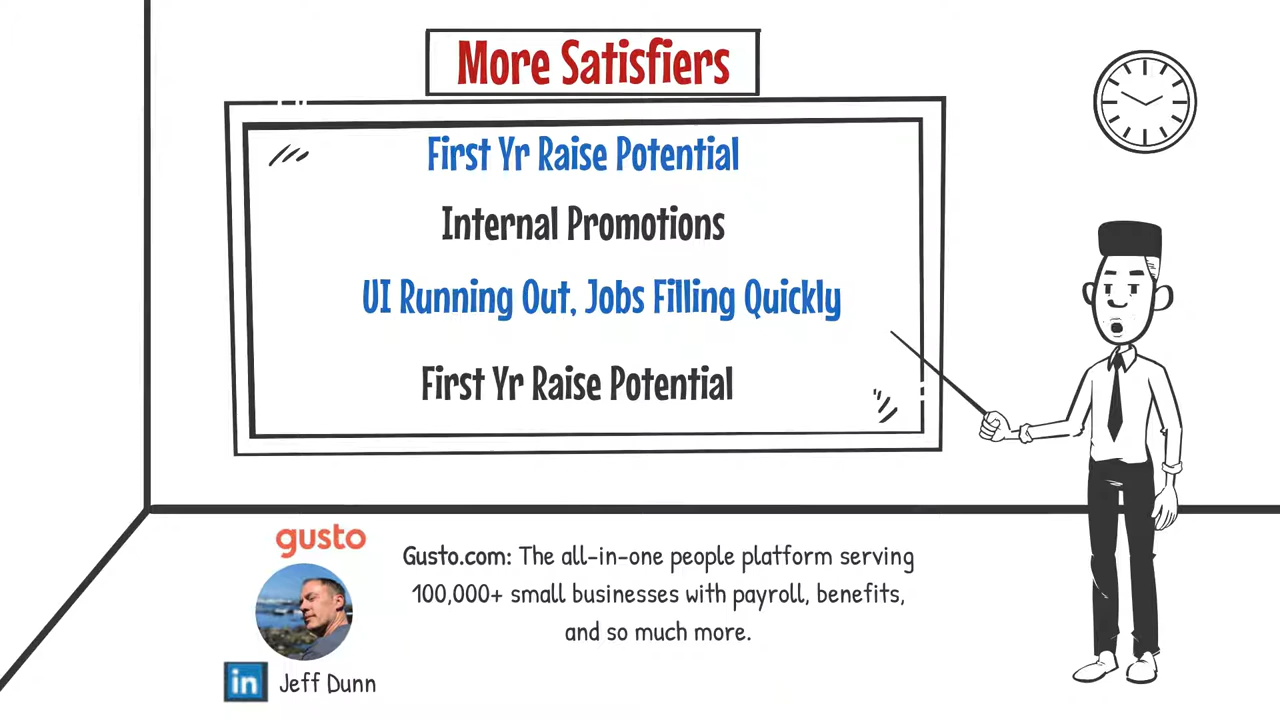 More Satisfiers
First Yr Raise Potential
Internal Promotions
UI Running Out, Jobs Filling Quickly
First Yr Raise Potential
gusto
Gusto.com: The all-in-one people platform serving
100,000+ small businesses with payroll, benefits,
and so much more.
in
Jeff Dunn